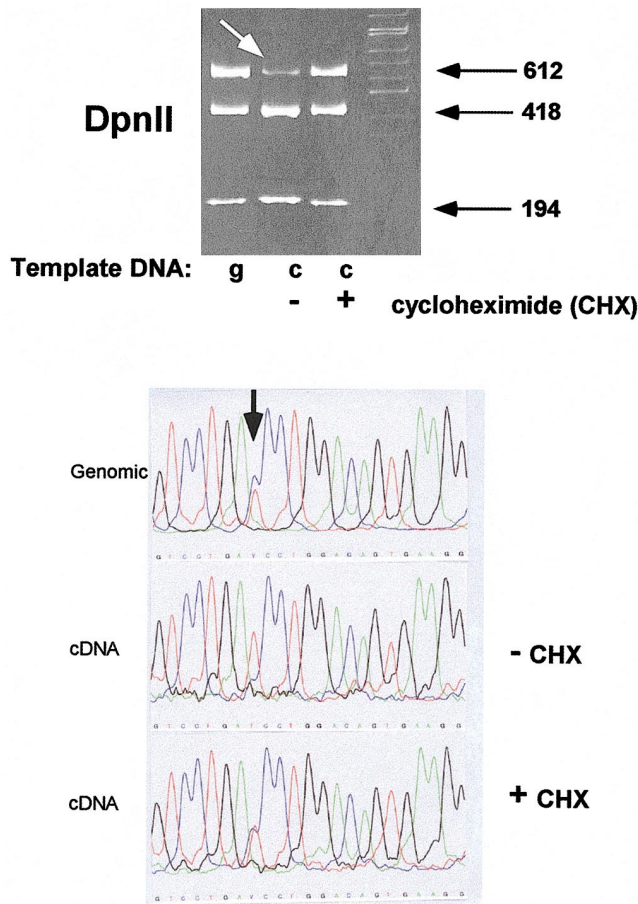 612
DpnII
418
194
Template DNA: g c c
- + cycloheximide (CHX)
Genomic
G T C C T G A Y C C T G G A C A G T G A A G G
cDNA
- CHX
G T C C T G A T C C T G G A C A G T G A A G G
cDNA
+ CHX
G T C C T G A Y C C T G G A C A G T G A A G G